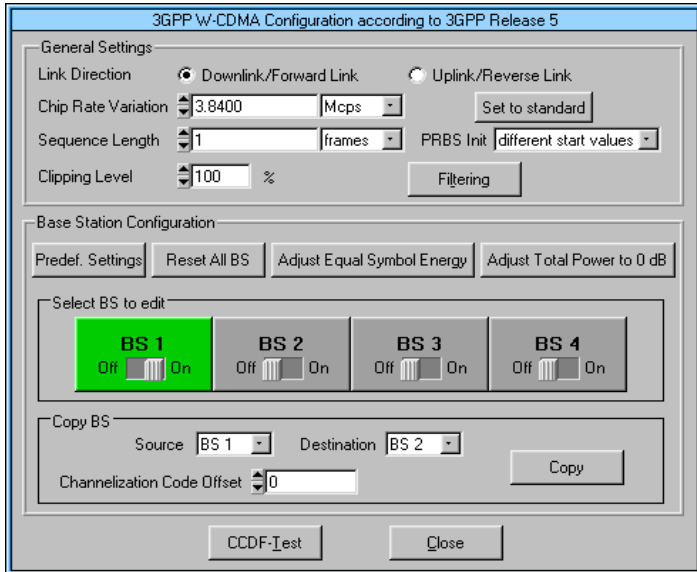 3GPP W-CDMA Configuration according to 3GPP Release 5
General Settings
Link Direction Downlink/Forward Link Uplink/Reverse Link
Chip Rate Variation 3.8400 Mcps Set to standard
Sequence Length 1 frames PRBS Init different start values
Clipping Level 100 % Filtering
Base Station Configuration
Predef. Settings Reset All BS Adjust Equal Symbol Energy Adjust Total Power to 0 dB
Select BS to edit
BS 1 BS 2 BS 3 BS 4
Off On Off On Off On Off On
Copy BS
Source BS 1 Destination BS 2
Channelization Code Offset 0 Copy
CCDF-Test Close